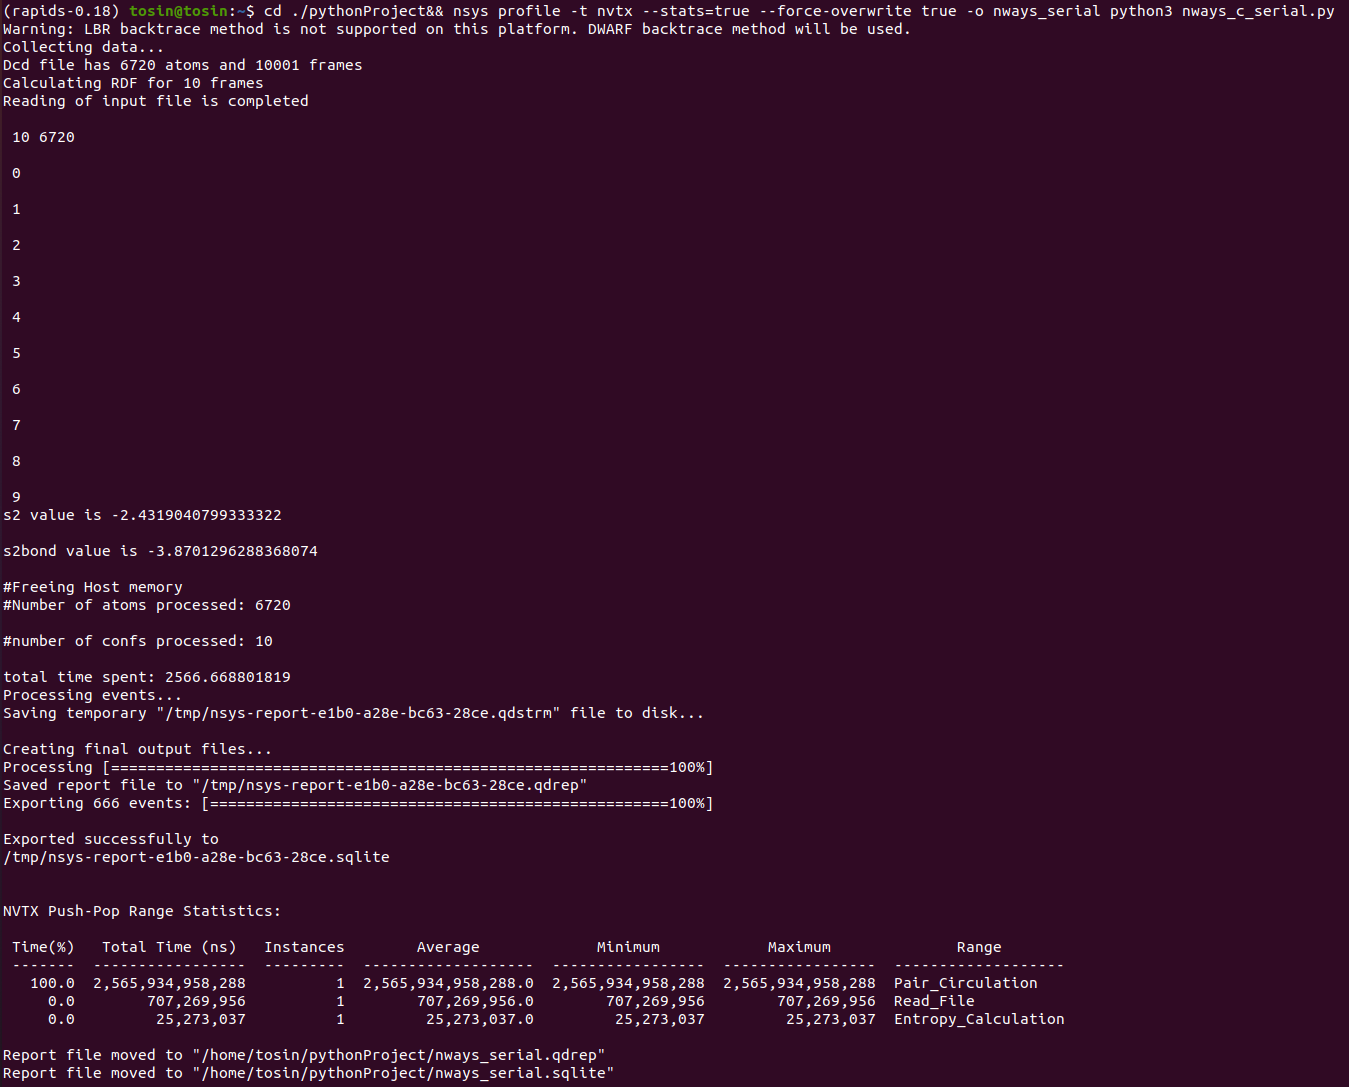 (rapids-0.18) tosin@tosin:~$ cd ./pythonProject&& nsys profile -t nvtx --stats=true --force-overwrite true -o nways_serial python3 nways_c_serial.py
Warning: LBR backtrace method is not supported on this platform. DWARF backtrace method will be used.
Collecting data...
Dcd file has 6720 atoms and 10001 frames
Calculating RDF for 10 frames
Reading of input file is completed
10 6720
0
1
2
3
4
5
6
7
8
9
s2 value is -2.4319040799333322
s2bond value is -3.8701296288368074
#Freeing Host memory
#Number of atoms processed: 6720
#number of confs processed: 10
total time spent: 2566.668801819
Processing events...
Saving temporary "/tmp/nsys-report-e1b0-a28e-bc63-28ce.qdstrm" file to disk...
Creating final output files...
Processing [==============================================================100%]
Saved report file to "/tmp/nsys-report-e1b0-a28e-bc63-28ce.qdrep"
Exporting 666 events: [===================================================100%]
Exported successfully to
/tmp/nsys-report-e1b0-a28e-bc63-28ce.sqlite
NVTX Push-Pop Range Statistics:
Time(%)   Total Time (ns)   Instances        Average             Minimum            Maximum              Range
-------  -----------------  ---------  -------------------  -----------------  -----------------  -------------------
100.0  2,565,934,958,288          1  2,565,934,958,288.0  2,565,934,958,288  2,565,934,958,288  Pair_Circulation
0.0        707,269,956          1        707,269,956.0        707,269,956        707,269,956  Read_File
0.0         25,273,037          1         25,273,037.0         25,273,037         25,273,037  Entropy_Calculation
Report file moved to "/home/tosin/pythonProject/nways_serial.qdrep"
Report file moved to "/home/tosin/pythonProject/nways_serial.sqlite"